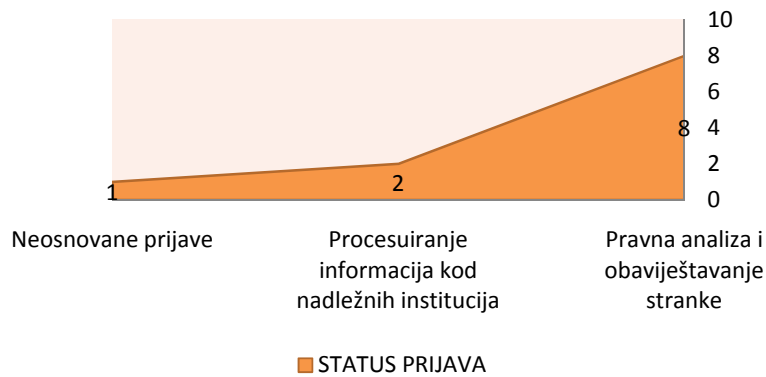 10
8
6
4
2
0
1
2
8
Neosnovane prijave
Procesuiranje
informacija kod
nadležnih institucija
Pravna analiza i
obaviještavanje
stranke
STATUS PRIJAVA